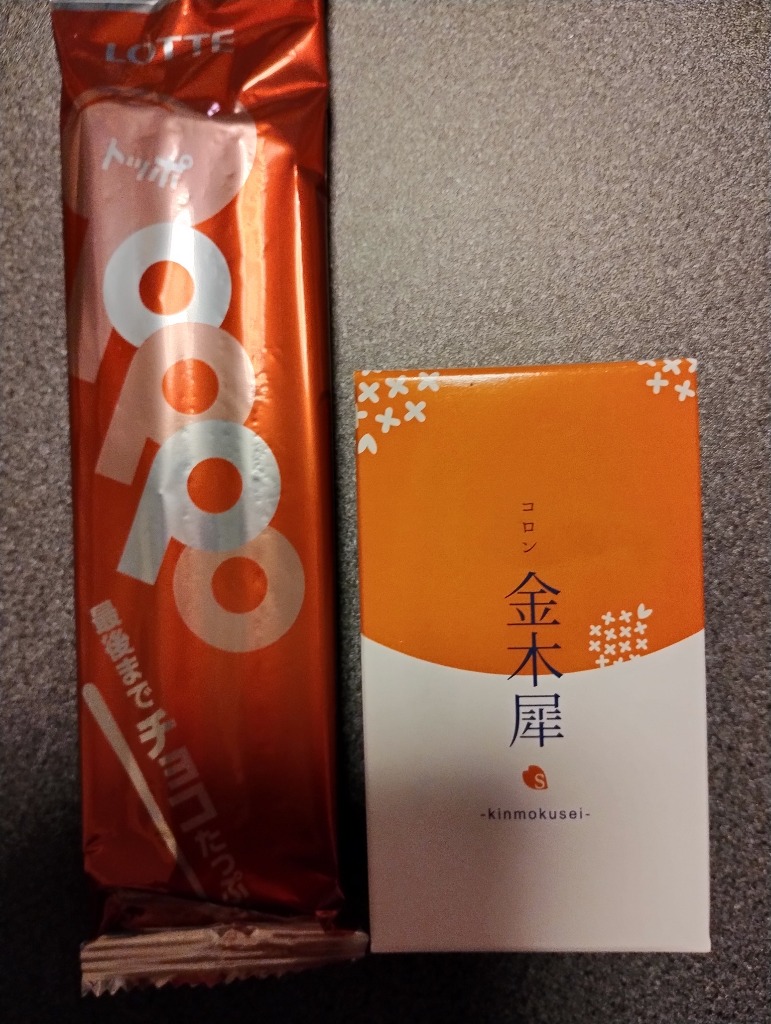 LOTTE
トッポ
Toppo
最後までチョコたっぷり
コロン
金木犀
S
-kinmokusei-